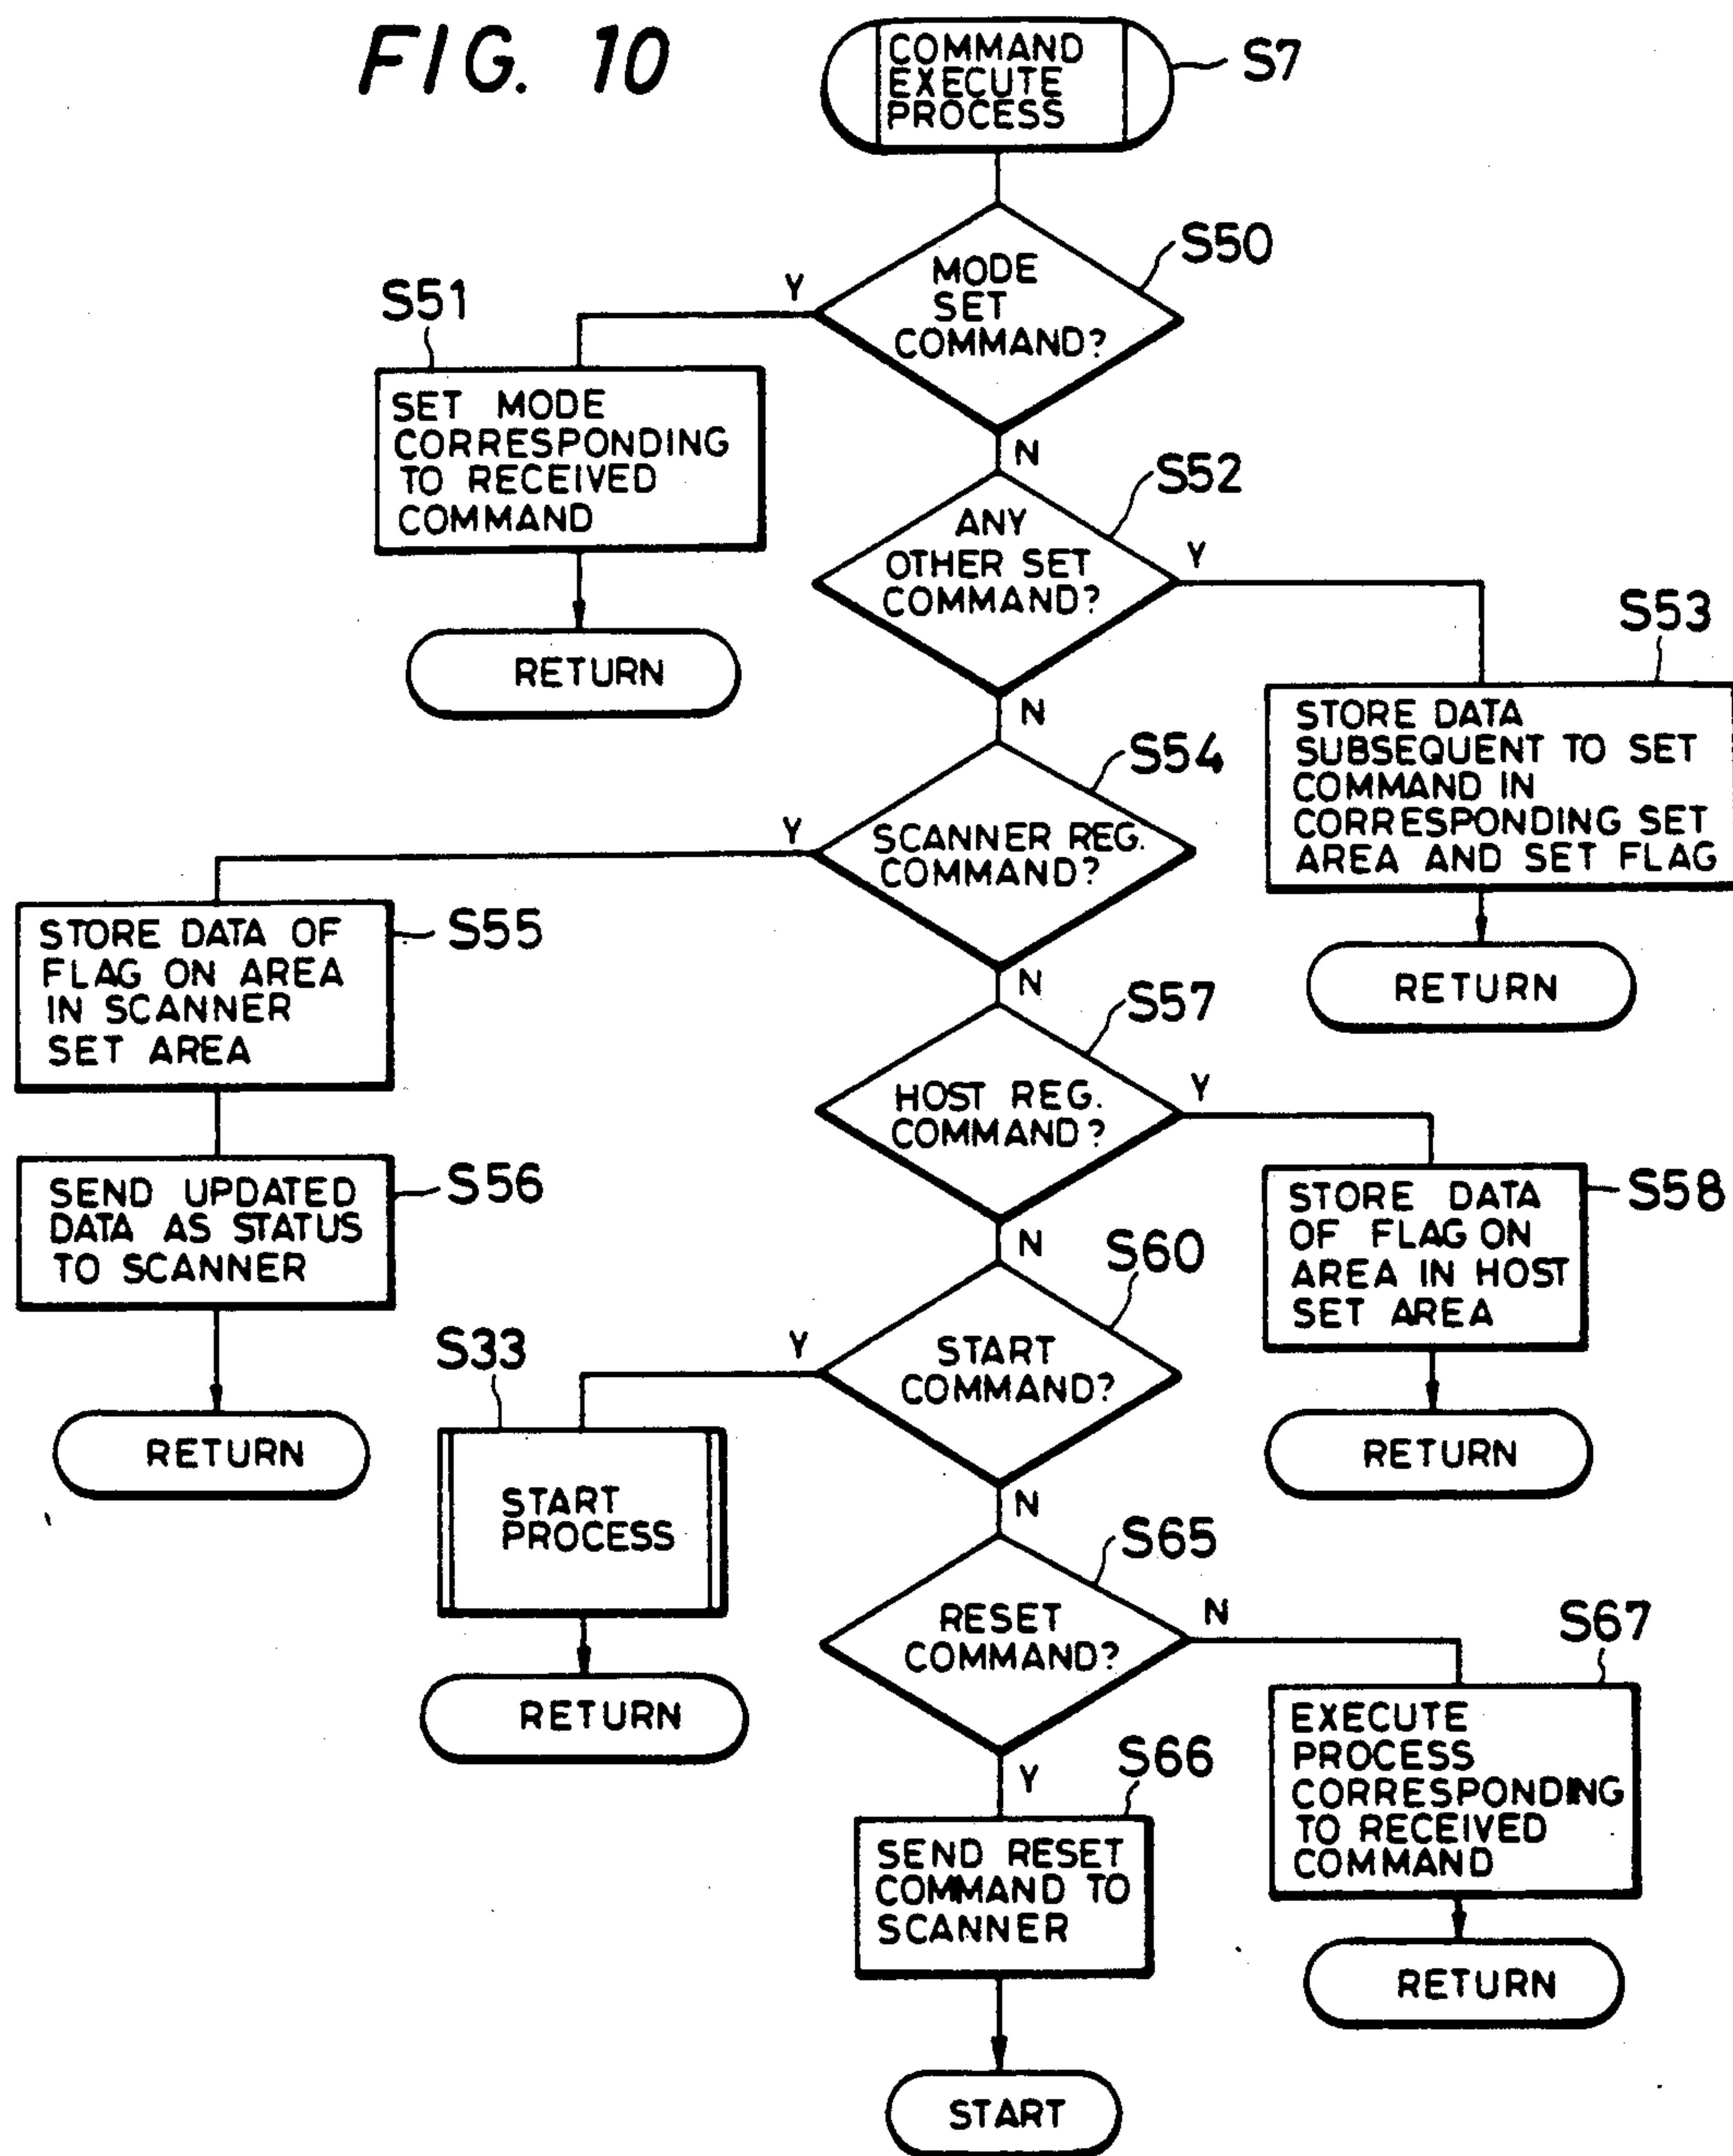 FIG. 10
COMMAND
EXECUTE
PROCESS
S7
MODE
SET
COMMAND?
S50
Y
N
S51
SET MODE
CORRESPONDING
TO RECEIVED
COMMAND
RETURN
ANY
OTHER SET
COMMAND?
S52
Y
N
S53
STORE DATA
SUBSEQUENT TO SET
COMMAND IN
CORRESPONDING SET
AREA AND SET FLAG
RETURN
SCANNER REG.
COMMAND?
S54
Y
N
STORE DATA OF
FLAG ON AREA
IN SCANNER
SET AREA
S55
SEND UPDATED
DATA AS STATUS
TO SCANNER
S56
RETURN
HOST REG.
COMMAND?
S57
Y
N
STORE DATA
OF FLAG ON
AREA IN HOST
SET AREA
S58
RETURN
START
COMMAND?
S60
Y
N
S33
START
PROCESS
RETURN
RESET
COMMAND?
S65
N
Y
S67
EXECUTE
PROCESS
CORRESPONDING
TO RECEIVED
COMMAND
RETURN
S66
SEND RESET
COMMAND TO
SCANNER
START